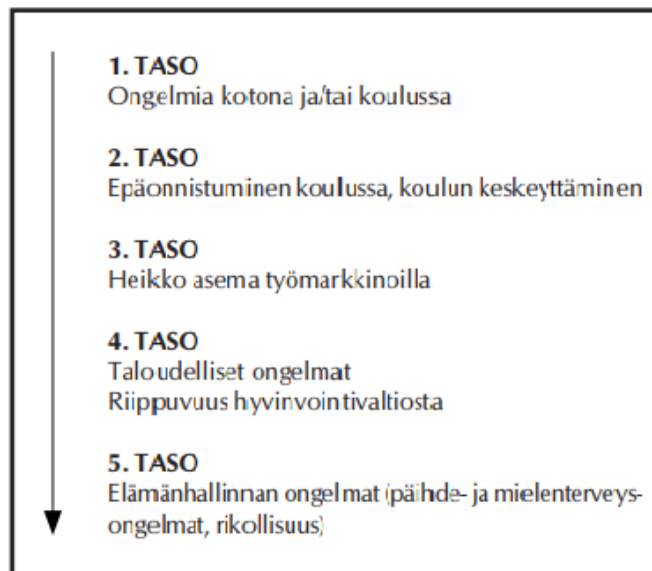 1. TASO
Ongelmia kotona ja/tai koulussa
2. TASO
Epäonnistuminen koulussa, koulun keskeyttäminen
3. TASO
Heikko asema työmarkkinoilla
4. TASO
Taloudelliset ongelmat
Riippuvuus hyvinvointivaltiosta
5. TASO
Elämänhallinnan ongelmat (päihde- ja mielenterveys-
ongelmat, rikollisuus)